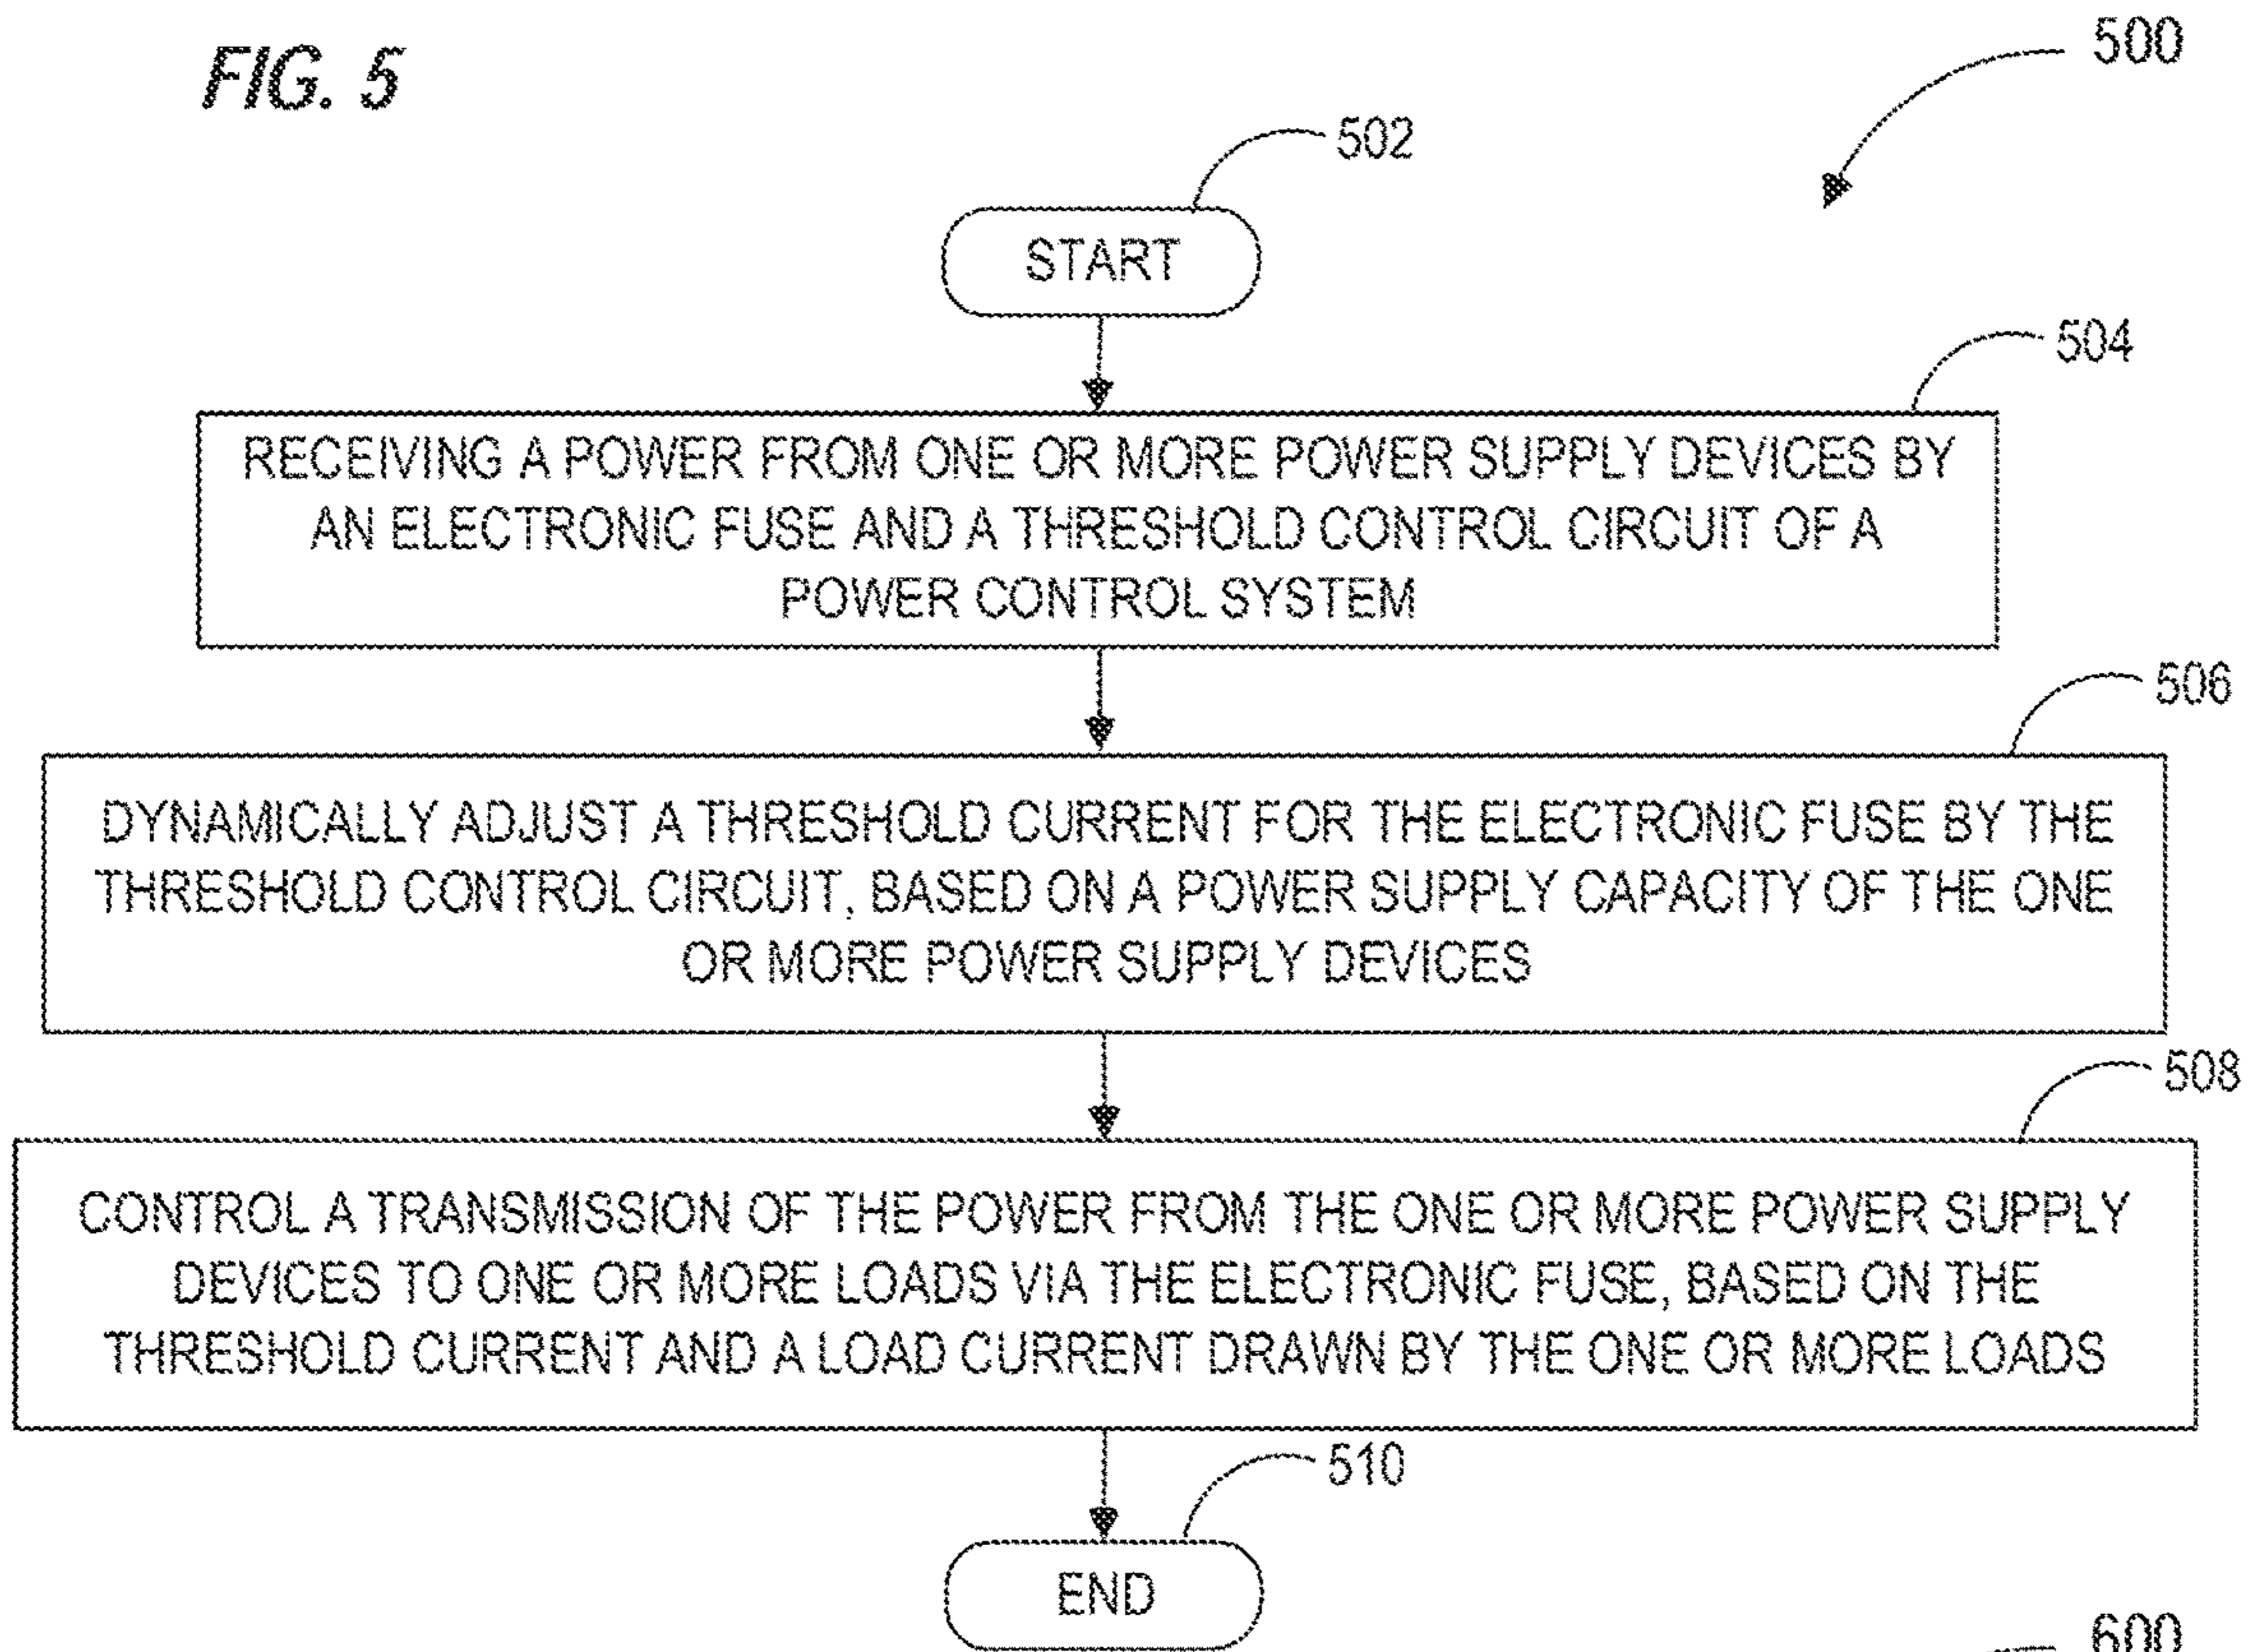 FIG. 5
500
502
START
504
RECEIVING A POWER FROM ONE OR MORE POWER SUPPLY DEVICES BY
AN ELECTRONIC FUSE AND A THRESHOLD CONTROL CIRCUIT OF A
POWER CONTROL SYSTEM
506
DYNAMICALLY ADJUST A THRESHOLD CURRENT FOR THE ELECTRONIC FUSE BY THE
THRESHOLD CONTROL CIRCUIT, BASED ON A POWER SUPPLY CAPACITY OF THE ONE
OR MORE POWER SUPPLY DEVICES
508
CONTROL A TRANSMISSION OF THE POWER FROM THE ONE OR MORE POWER SUPPLY
DEVICES TO ONE OR MORE LOADS VIA THE ELECTRONIC FUSE, BASED ON THE
THRESHOLD CURRENT AND A LOAD CURRENT DRAWN BY THE ONE OR MORE LOADS
510
END
600